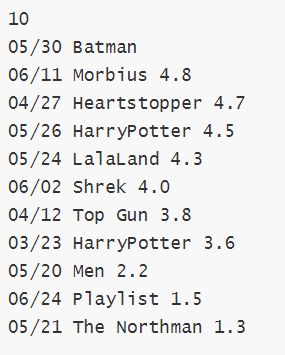 10
05/30 Batman
06/11 Morbius 4.8
04/27 Heartstopper 4.7
05/26 HarryPotter 4.5
05/24 LalaLand 4.3
06/02 Shrek 4.0
04/12 Top Gun 3.8
03/23 HarryPotter 3.6
05/20 Men 2.2
06/24 Playlist 1.5
05/21 The Northman 1.3